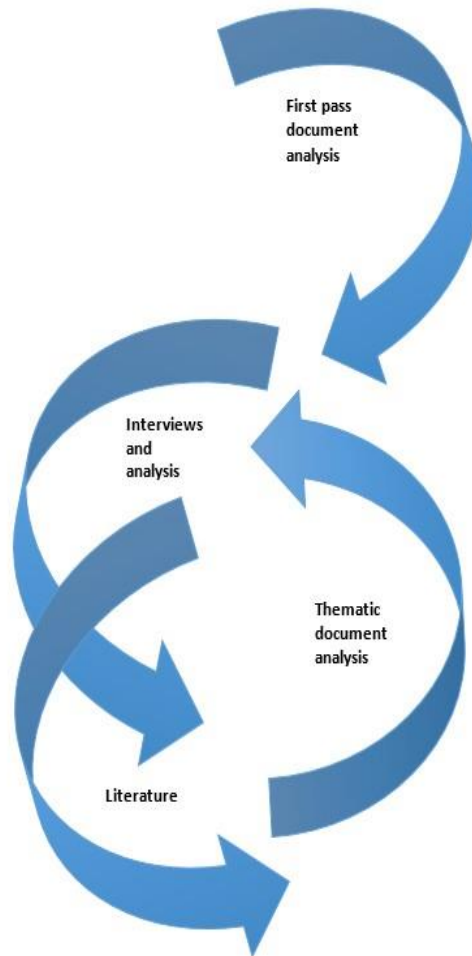 First pass
document
analysis
Interviews
and
analysis
Thematic
document
analysis
Literature